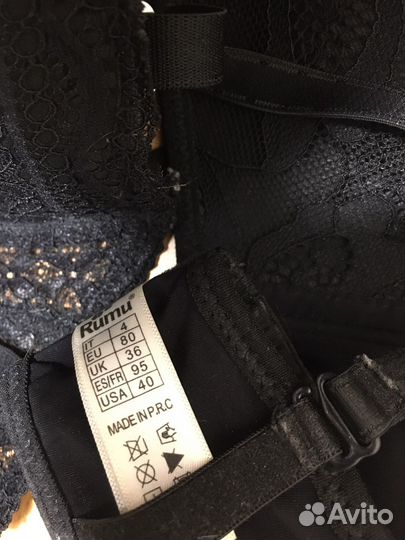 Rumu
IT 4
EU 80
UK 36
ES/FR 95
USA 40
MADE IN P.R.C
Avito